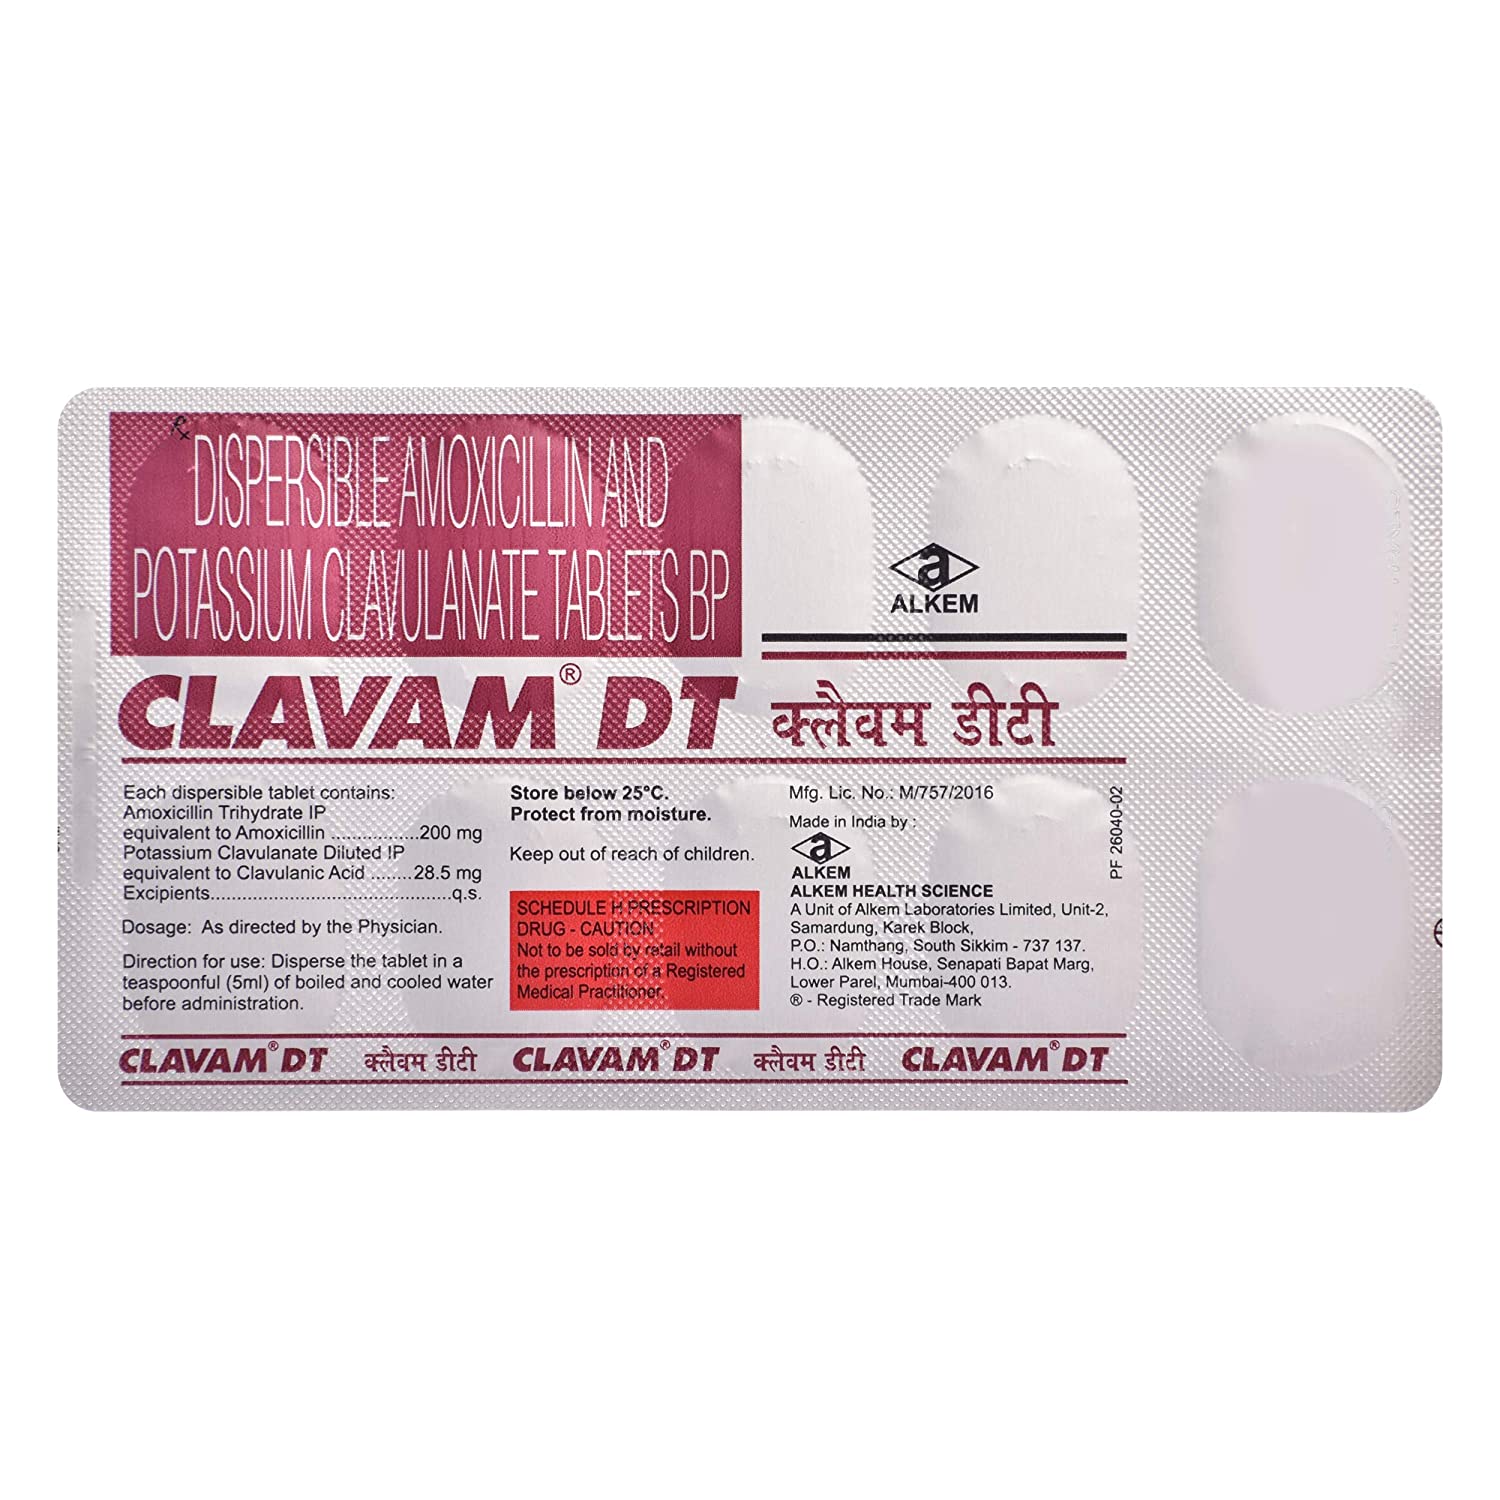 Rx
DISPERSIBLE AMOXICILLIN AND
POTASSIUM CLAVULANATE TABLETS BP
a
ALKEM
CLAVAM® DT क्लैवम डीटी
Each dispersible tablet contains:
Amoxicillin Trihydrate IP
equivalent to Amoxicillin ................200 mg
Potassium Clavulanate Diluted IP
equivalent to Clavulanic Acid ........28.5 mg
Excipients..........................................q.s.
Dosage: As directed by the Physician.
Direction for use: Disperse the tablet in a
teaspoonful (5ml) of boiled and cooled water
before administration.
Store below 25°C.
Protect from moisture.
Keep out of reach of children.
SCHEDULE H PRESCRIPTION
DRUG - CAUTION
Not to be sold by retail without
the prescription of a Registered
Medical Practitioner.
Mfg. Lic. No.: M/757/2016
Made in India by :
a
ALKEM
ALKEM HEALTH SCIENCE
A Unit of Alkem Laboratories Limited, Unit-2,
Samardung, Karek Block,
P.O.: Namthang, South Sikkim - 737 137.
H.O.: Alkem House, Senapati Bapat Marg,
Lower Parel, Mumbai-400 013.
® - Registered Trade Mark
PF 26040-02
CLAVAM® DT क्लैवम डीटी CLAVAM® DT क्लैवम डीटी CLAVAM® DT